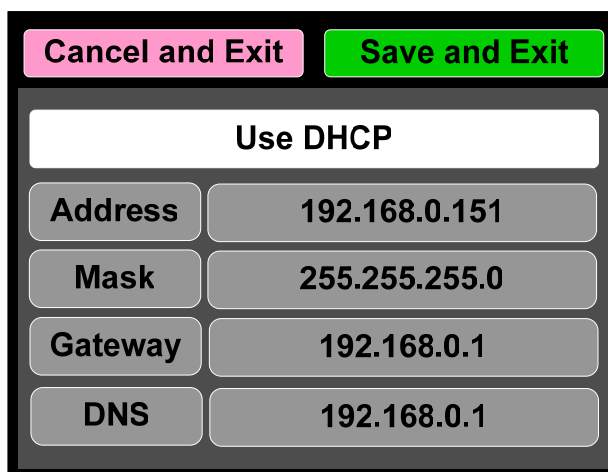 Cancel and Exit Save and Exit
Use DHCP
Address 192.168.0.151
Mask 255.255.255.0
Gateway 192.168.0.1
DNS 192.168.0.1